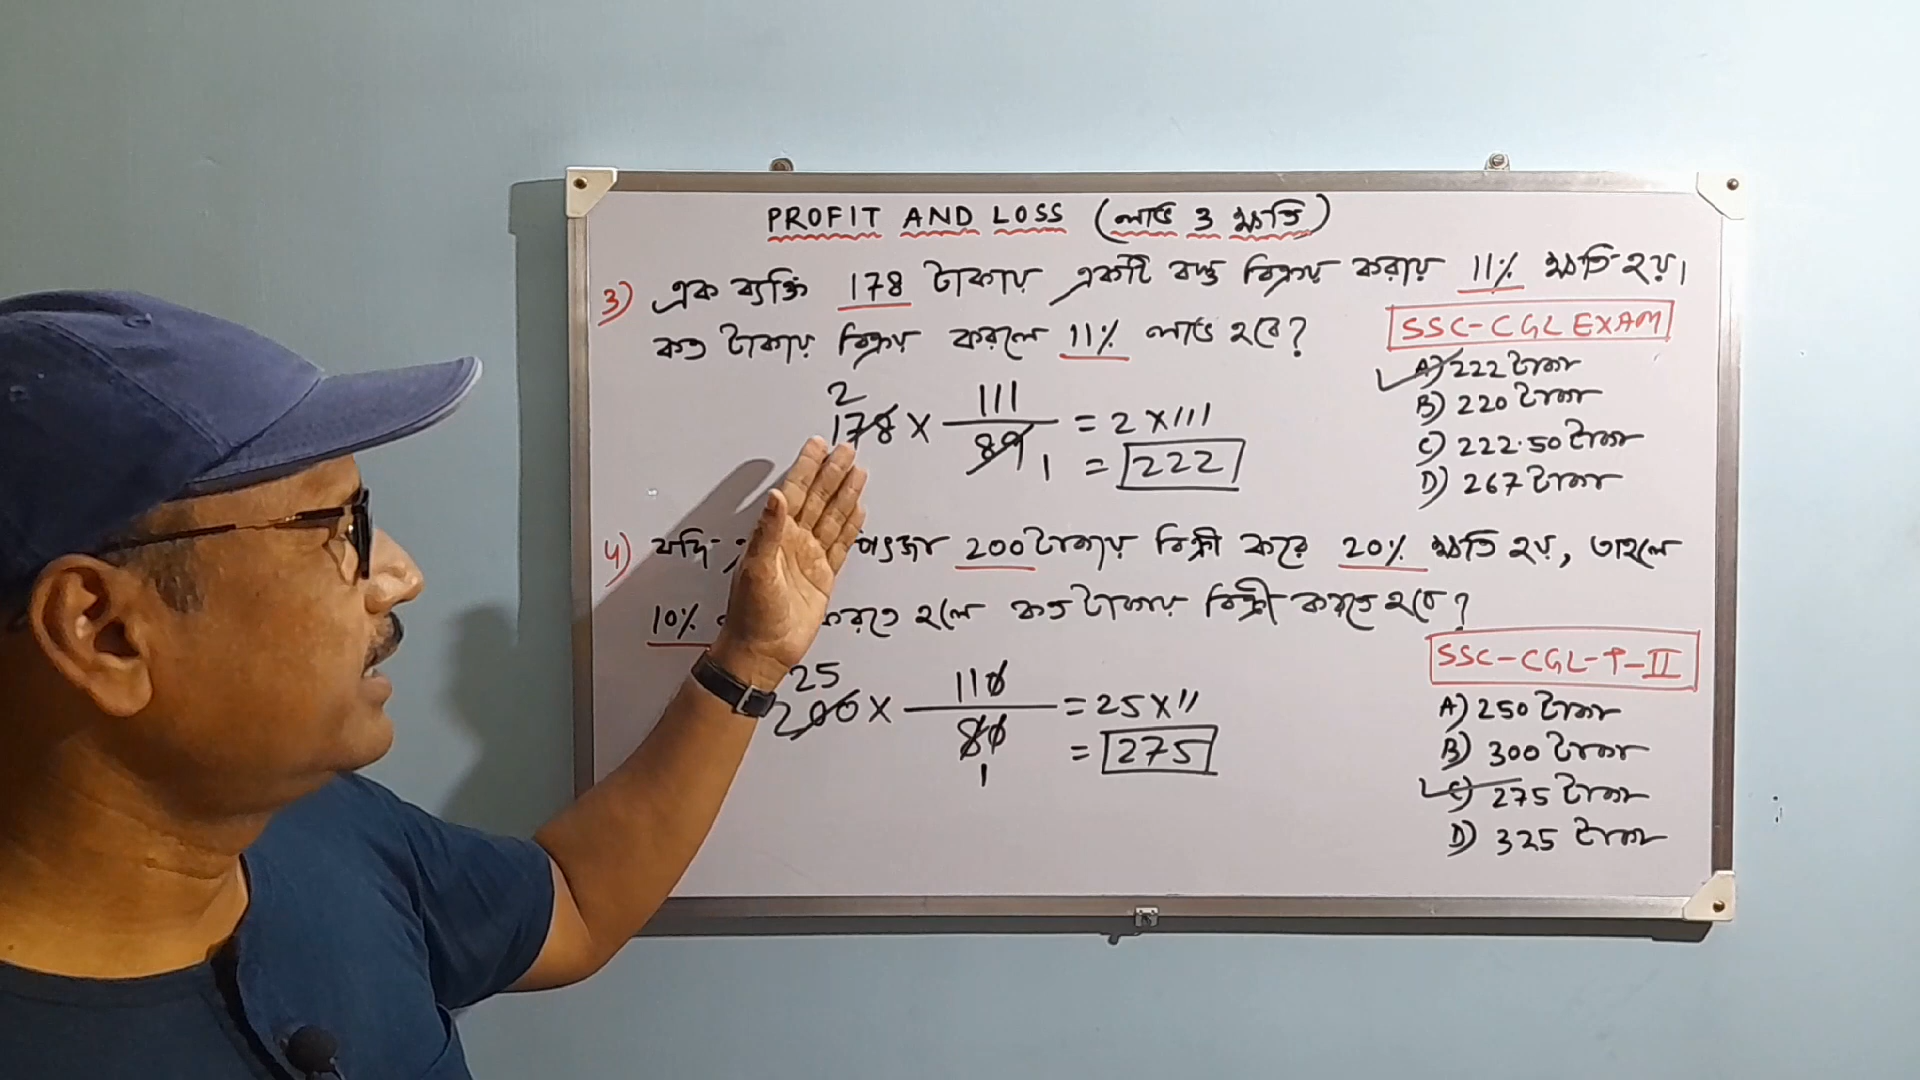 PROFIT AND LOSS (লাভ ও ক্ষতি)
3) এক ব্যক্তি 178 টাকায় একটি বস্তু বিক্রয় করায় 11% ক্ষতি হয়।
কত টাকায় বিক্রয় করলে 11% লাভ হবে?
SSC-CGL EXAM
A) 222 টাকা
B) 220 টাকা
C) 222.50 টাকা
D) 267 টাকা
2
178 × 111/89 = 2 × 111
1
= 222
4) যদি 200 টাকায় বিক্রী করে 20% ক্ষতি হয়, তাহলে
10% করতে হলে কত টাকায় বিক্রী করতে হবে?
SSC-CGL-T-II
A) 250 টাকা
B) 300 টাকা
C) 275 টাকা
D) 325 টাকা
25
200 × 110/80 = 25 × 11
1
= 275